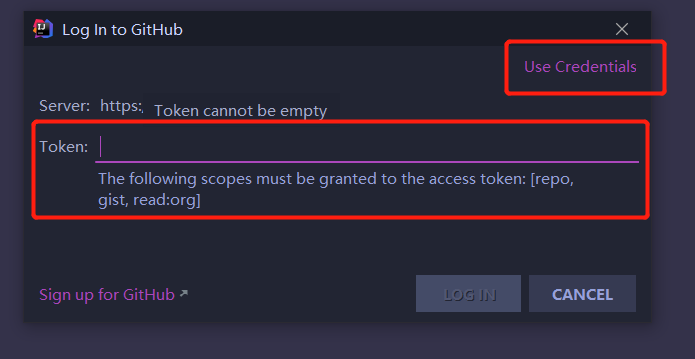 Log In to GitHub
Use Credentials
Server: https:
Token cannot be empty
Token:
The following scopes must be granted to the access token: [repo,
gist, read:org]
Sign up for GitHub
LOG IN
CANCEL